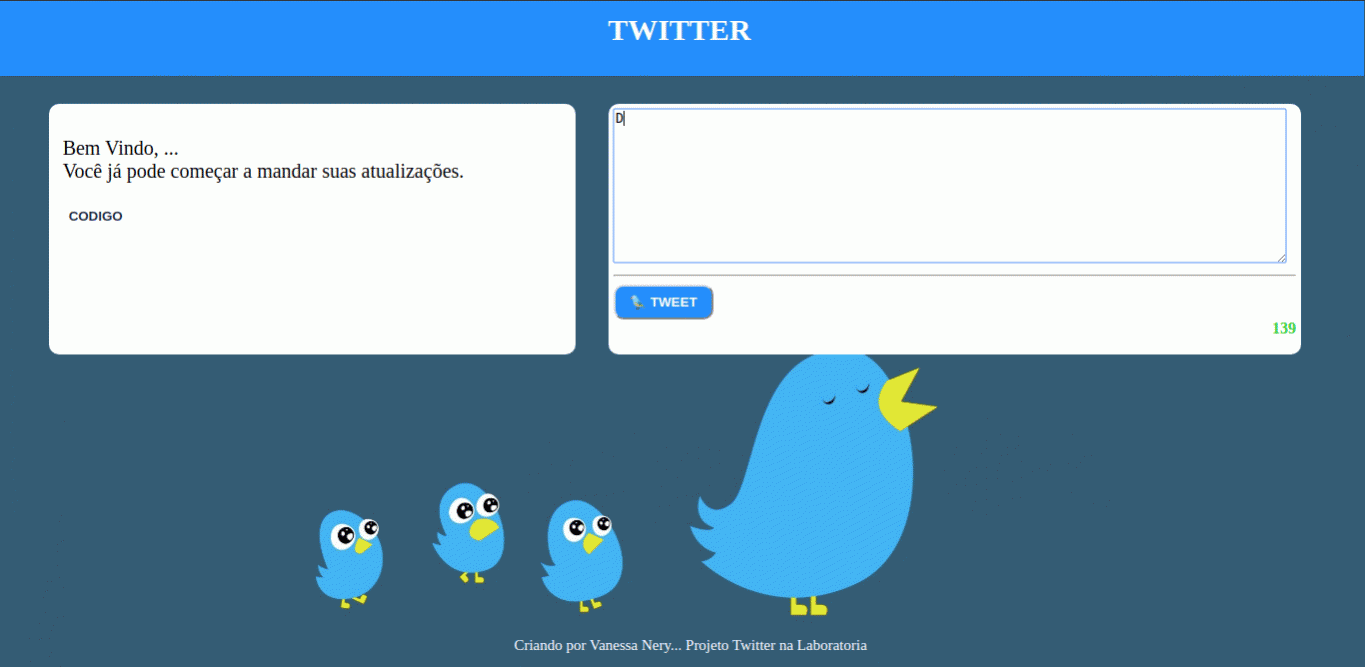 TWITTER
Bem Vindo, ...
Você já pode começar a mandar suas atualizações.
CODIGO
D
TWEET
139
Criando por Vanessa Nery... Projeto Twitter na Laboratoria